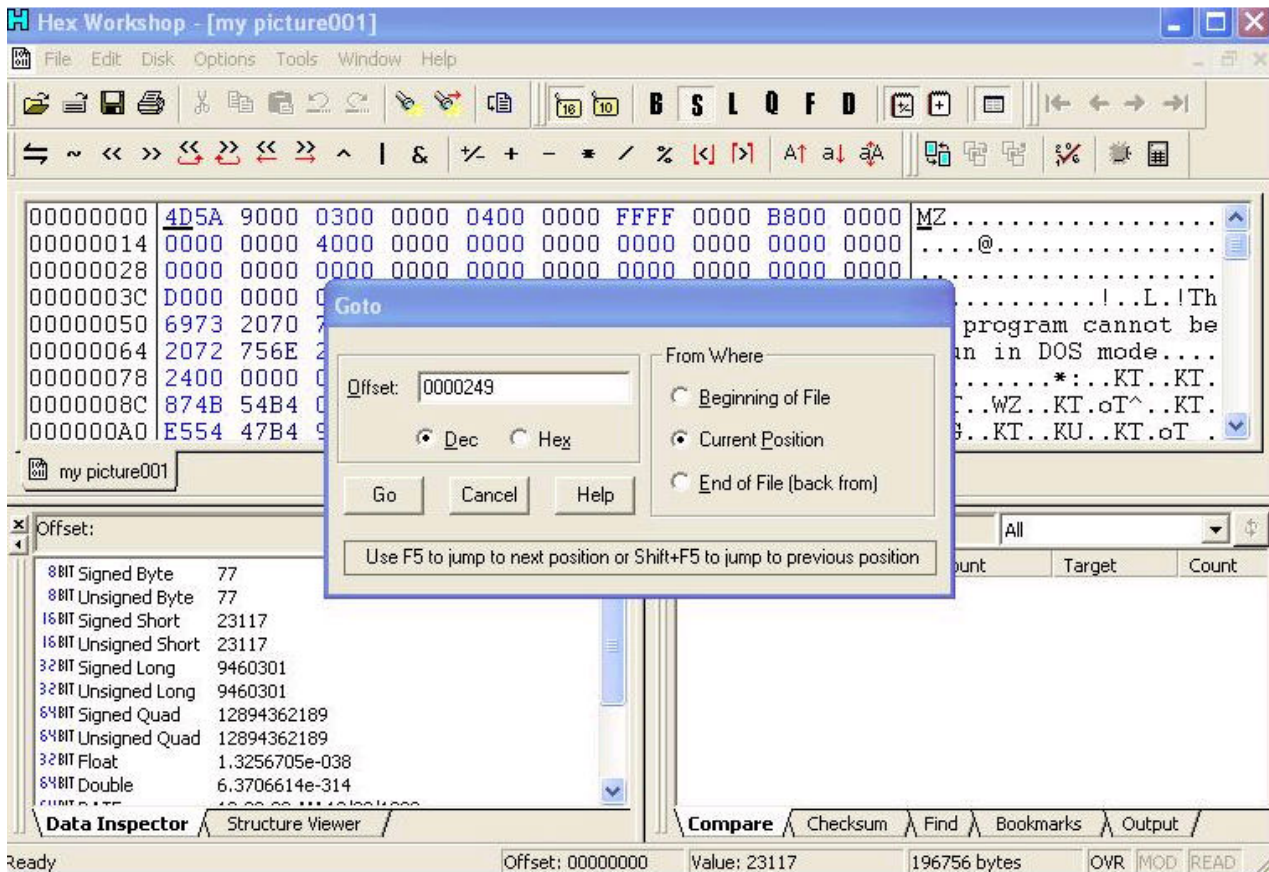 Hex Workshop - [my picture001]
File Edit Disk Options Tools Window Help
16 10 B S L Q F D
00000000 4D5A 9000 0300 0000 0400 0000 FFFF 0000 B800 0000 MZ..................
00000014 0000 0000 4000 0000 0000 0000 0000 0000 0000 0000 ....@...............
00000028 0000 0000 0000 0000 0000 0000 0000 0000 0000 0000 ....................
0000003C D000 0000 !..L.!Th
00000050 6973 2070 program cannot be
00000064 2072 756E in DOS mode....
00000078 2400 0000 *:..KT..KT.
0000008C 874B 54B4 ..WZ..KT.oT^..KT.
000000A0 E554 47B4 ..KT..KU..KT.oT .
my picture001
Goto
Offset: 0000249
Dec Hex
From Where
Beginning of File
Current Position
End of File (back from)
Go Cancel Help
Use F5 to jump to next position or Shift+F5 to jump to previous position
Offset:
8BIT Signed Byte 77
8BIT Unsigned Byte 77
16BIT Signed Short 23117
16BIT Unsigned Short 23117
32BIT Signed Long 9460301
32BIT Unsigned Long 9460301
64BIT Signed Quad 12894362189
64BIT Unsigned Quad 12894362189
32BIT Float 1.3256705e-038
64BIT Double 6.3706614e-314
Data Inspector Structure Viewer
All
Target Count
Compare Checksum Find Bookmarks Output
Ready Offset: 00000000 Value: 23117 196756 bytes OVR MOD READ